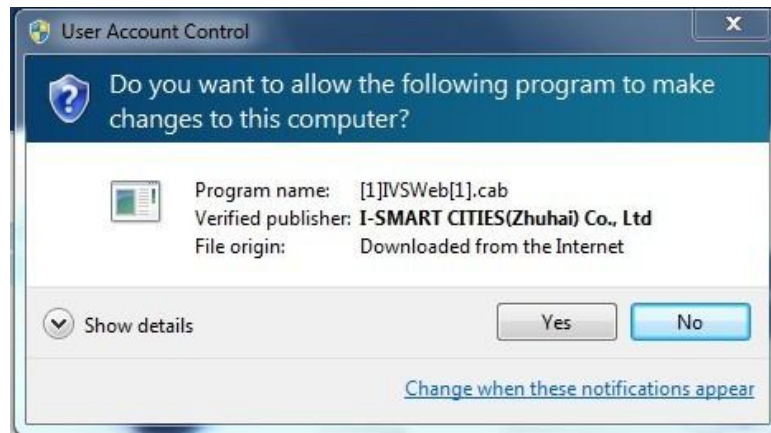 User Account Control
x
Do you want to allow the following program to make
changes to this computer?
Program name: [1]IVSWeb[1].cab
Verified publisher: I-SMART CITIES(Zhuhai) Co., Ltd
File origin: Downloaded from the Internet
Show details Yes No
Change when these notifications appear